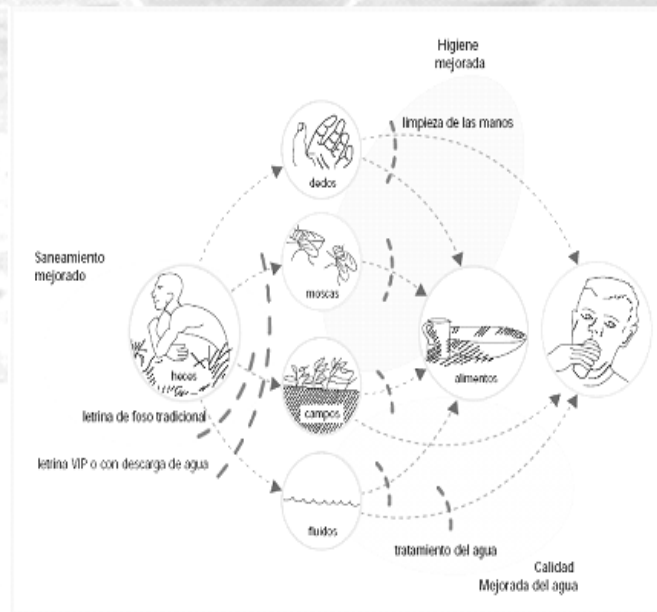 Higiene
mejorada
limpieza de las manos
dedos
Saneamiento
mejorado
moscas
heces
alimentos
campos
letrina de foso tradicional
letrina VIP o con descarga de agua
fluidos
tratamiento del agua
Calidad
Mejorada del agua